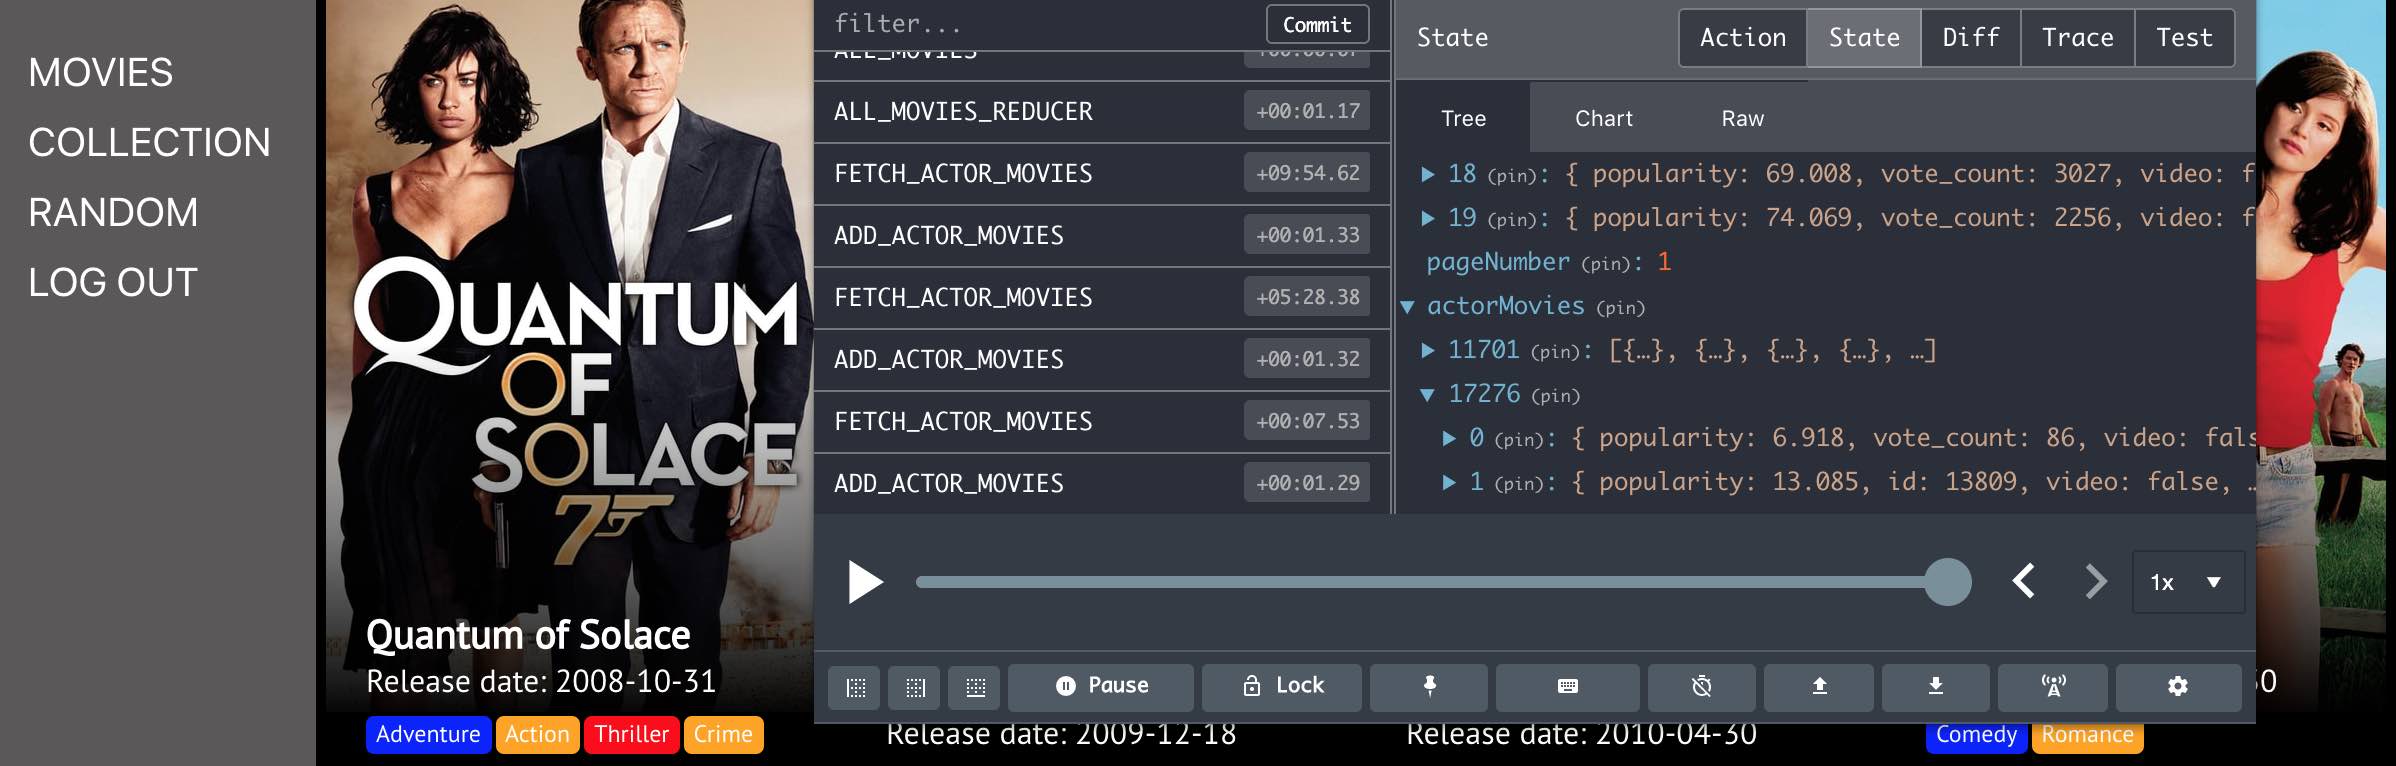 MOVIES
COLLECTION
RANDOM
LOG OUT
QUANTUM
OF
SOLACE
007
Quantum of Solace
Release date: 2008-10-31
Adventure Action Thriller Crime
filter...
Commit
ALL_MOVIES
ALL_MOVIES_REDUCER +00:01.17
FETCH_ACTOR_MOVIES +09:54.62
ADD_ACTOR_MOVIES +00:01.33
FETCH_ACTOR_MOVIES +05:28.38
ADD_ACTOR_MOVIES +00:01.32
FETCH_ACTOR_MOVIES +00:07.53
ADD_ACTOR_MOVIES +00:01.29
State
Action State Diff Trace Test
Tree Chart Raw
18 (pin): { popularity: 69.008, vote_count: 3027, video: f
19 (pin): { popularity: 74.069, vote_count: 2256, video: f
pageNumber (pin): 1
actorMovies (pin)
11701 (pin): [{…}, {…}, {…}, {…}, …]
17276 (pin)
0 (pin): { popularity: 6.918, vote_count: 86, video: fals
1 (pin): { popularity: 13.085, id: 13809, video: false, …
1x
Pause Lock
Release date: 2009-12-18
Release date: 2010-04-30
Comedy Romance